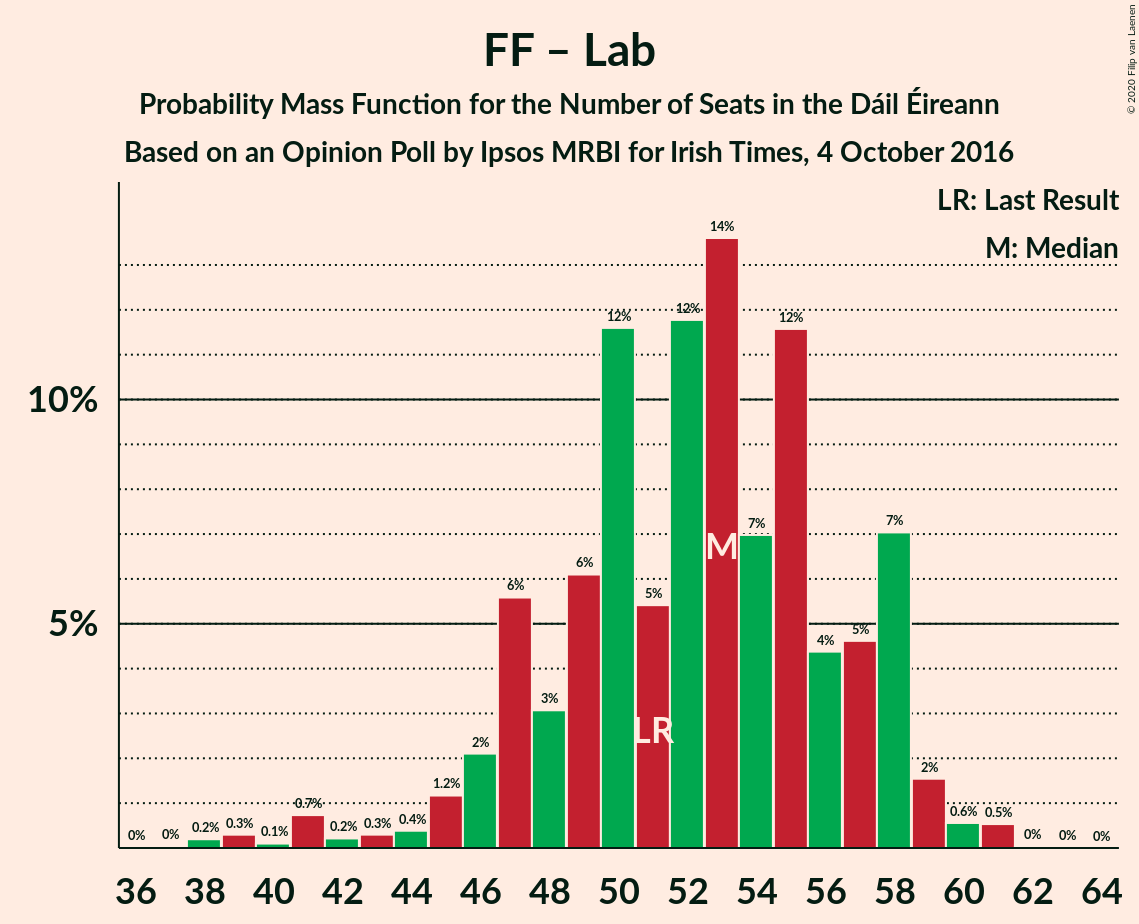 FF – Lab
Probability Mass Function for the Number of Seats in the Dáil Éireann
Based on an Opinion Poll by Ipsos MRBI for Irish Times, 4 October 2016
© 2020 Filip van Laenen
LR: Last Result
M: Median
10%
5%
0% 0% 0.2% 0.3% 0.1% 0.7% 0.2% 0.3% 0.4% 1.2% 2% 6% 3% 6% 12% 5% 12% 14% 7% 12% 4% 5% 7% 2% 0.6% 0.5% 0% 0% 0%
M
LR
36 38 40 42 44 46 48 50 52 54 56 58 60 62 64